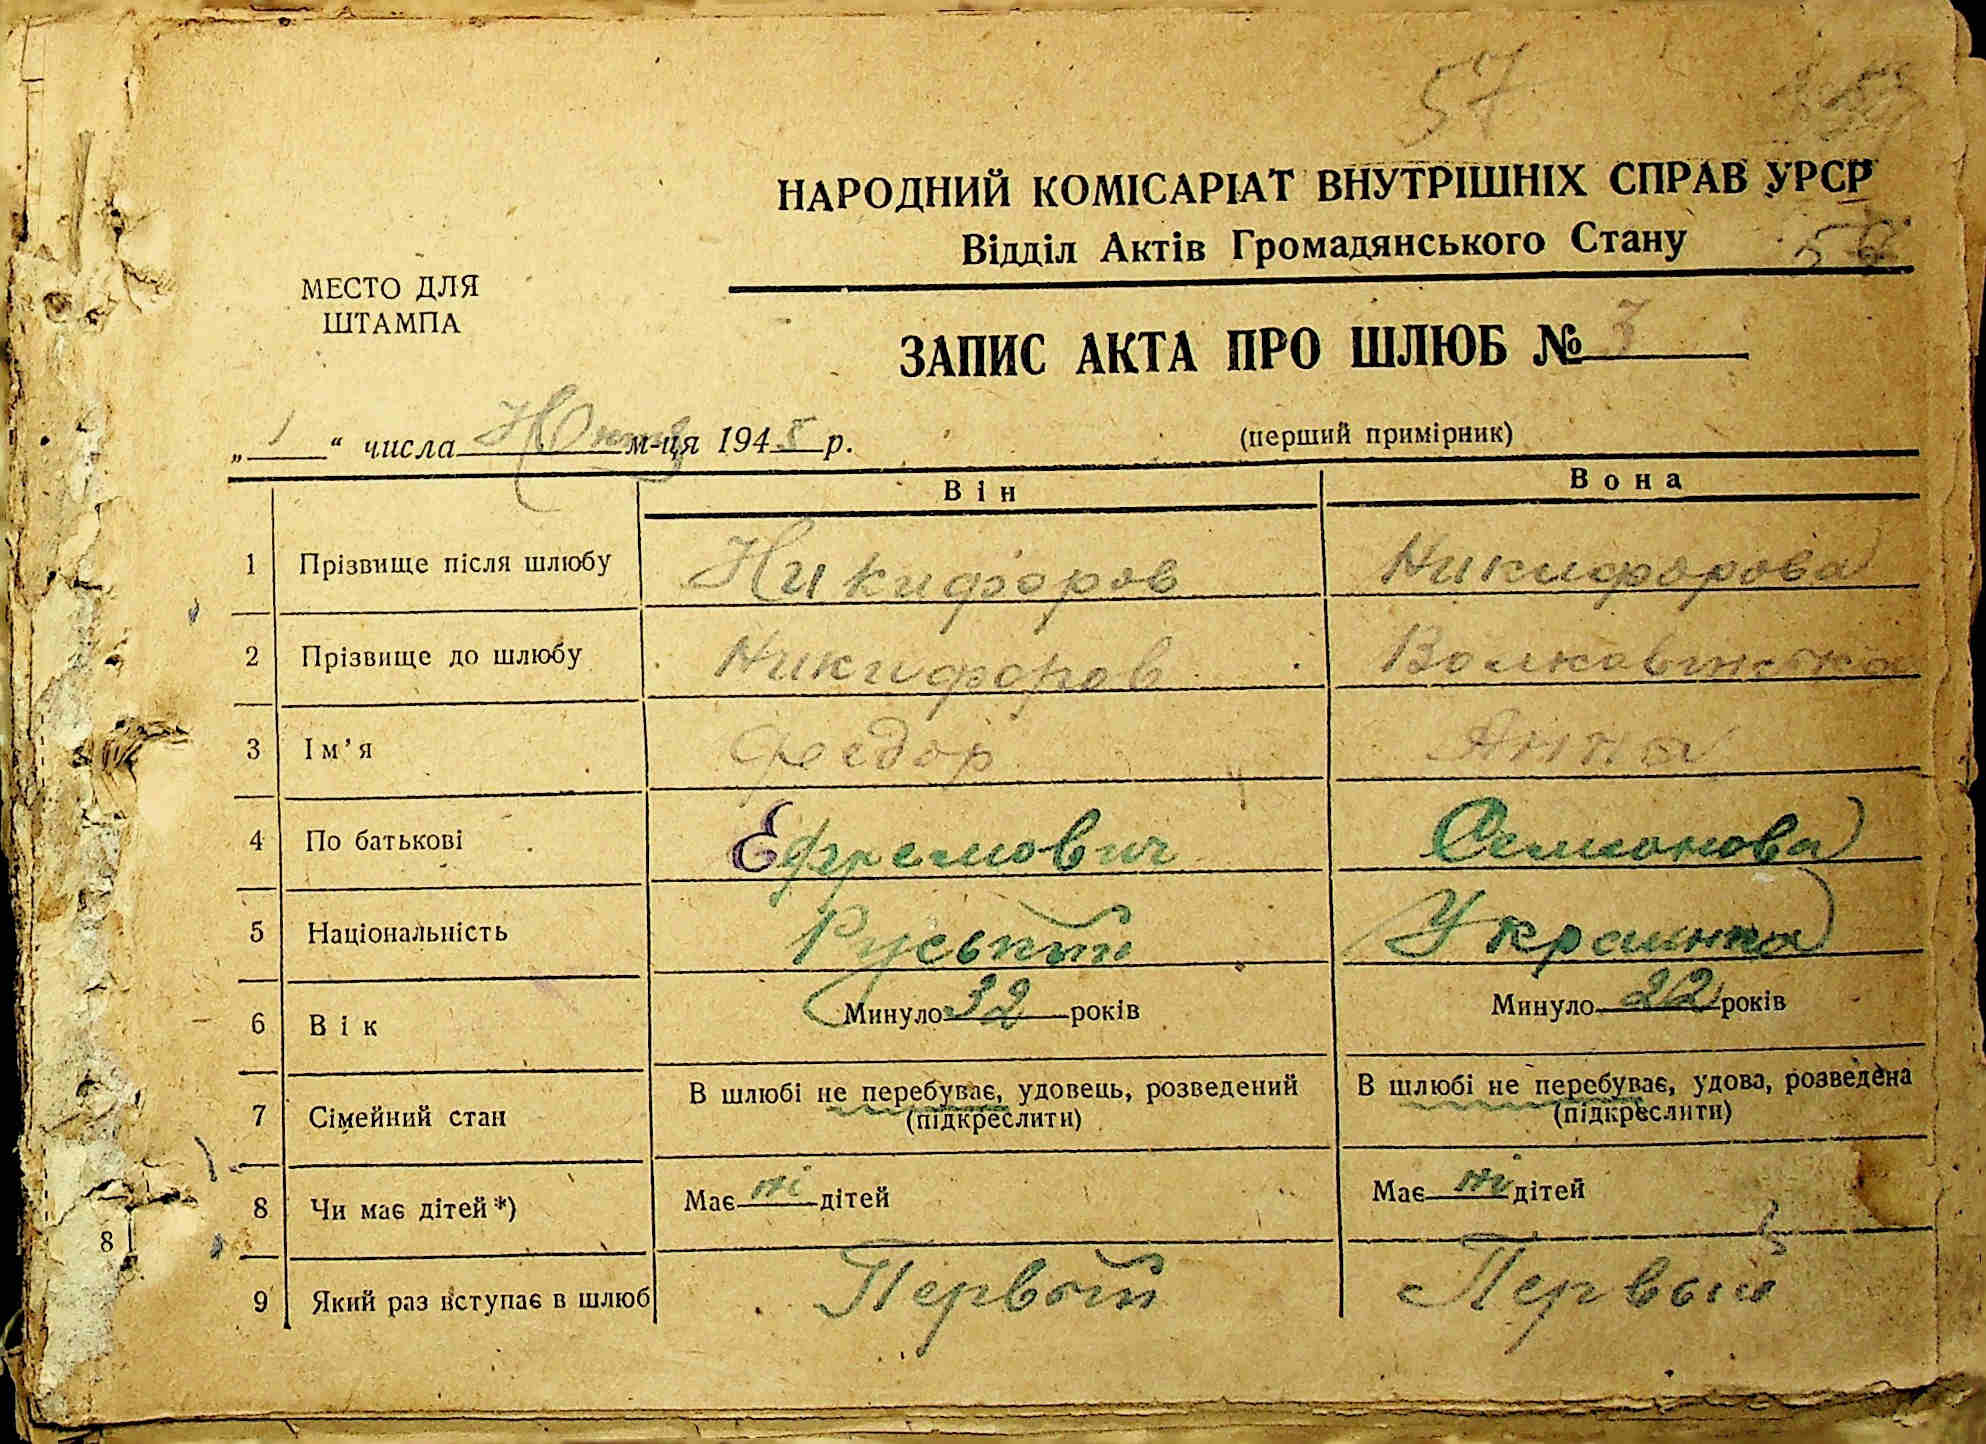 57
НАРОДНИЙ КОМІСАРІАТ ВНУТРІШНІХ СПРАВ УРСР
Відділ Актів Громадянського Стану
МЕСТО ДЛЯ
ШТАМПА
ЗАПИС АКТА ПРО ШЛЮБ № 7
„ 1 “ числа м-ця 1945 р. (перший примірник)
Він Вона
1 Прізвище після шлюбу Никифоров Никифорова
2 Прізвище до шлюбу Никифоров
3 Ім’я Федор Анна
4 По батькові Ефремович Семионова
5 Національність Руський Украинка
6 Вік Минуло 32 років Минуло 22 років
7 Сімейний стан В шлюбі не перебуває, удовець, розведений В шлюбі не перебуває, удова, розведена
(підкреслити) (підкреслити)
8 Чи має дітей *) Має ні дітей Має ні дітей
8
9 Який раз вступає в шлюб Первый Первый